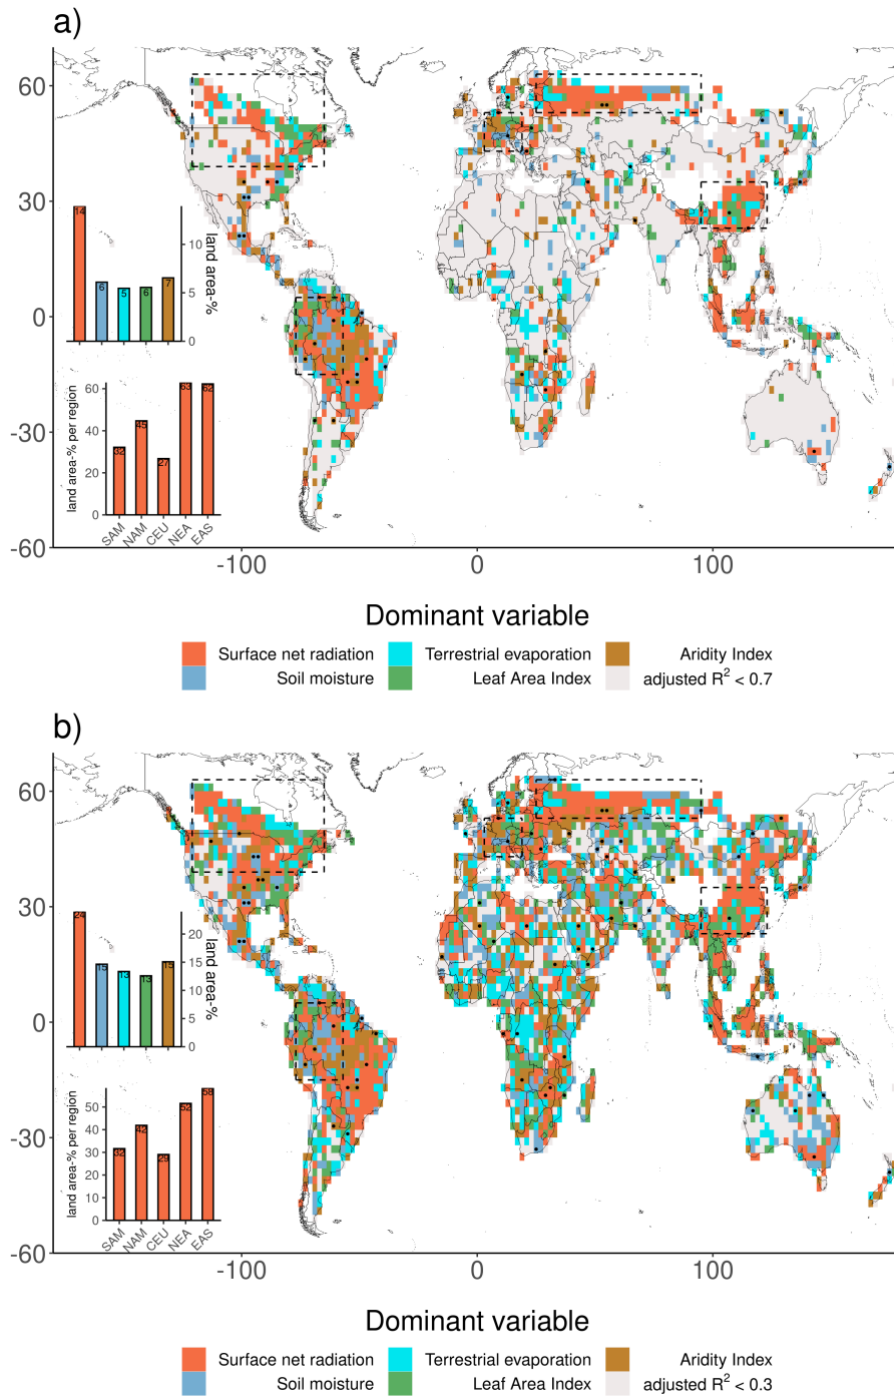 a)
60
30
0
-30
-60
-100
0
100
14
6
5
6
7
10
5
0
land area-%
60
40
20
0
land area-% per region
32
45
27
63
62
SAM
NAM
CEU
NEA
EAS
Dominant variable
Surface net radiation
Terrestrial evaporation
Aridity Index
Soil moisture
Leaf Area Index
adjusted R² < 0.7
b)
60
30
0
-30
-60
-100
0
100
24
15
13
13
15
20
15
10
5
0
land area-%
50
40
30
20
10
0
land area-% per region
32
42
29
52
58
SAM
NAM
CEU
NEA
EAS
Dominant variable
Surface net radiation
Terrestrial evaporation
Aridity Index
Soil moisture
Leaf Area Index
adjusted R² < 0.3